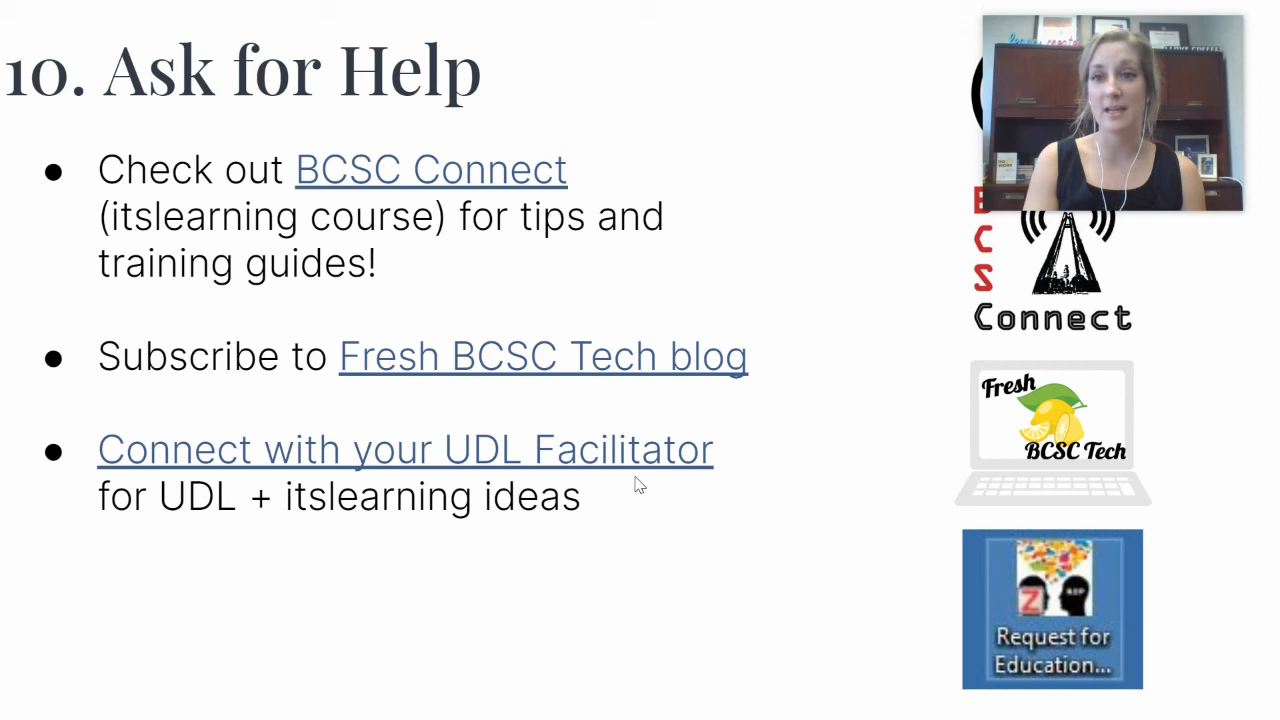 10. Ask for Help
● Check out BCSC Connect
(itslearning course) for tips and
training guides!
● Subscribe to Fresh BCSC Tech blog
● Connect with your UDL Facilitator
for UDL + itslearning ideas
C
S
Connect
Fresh
BCSC Tech
Z
Request for
Education...